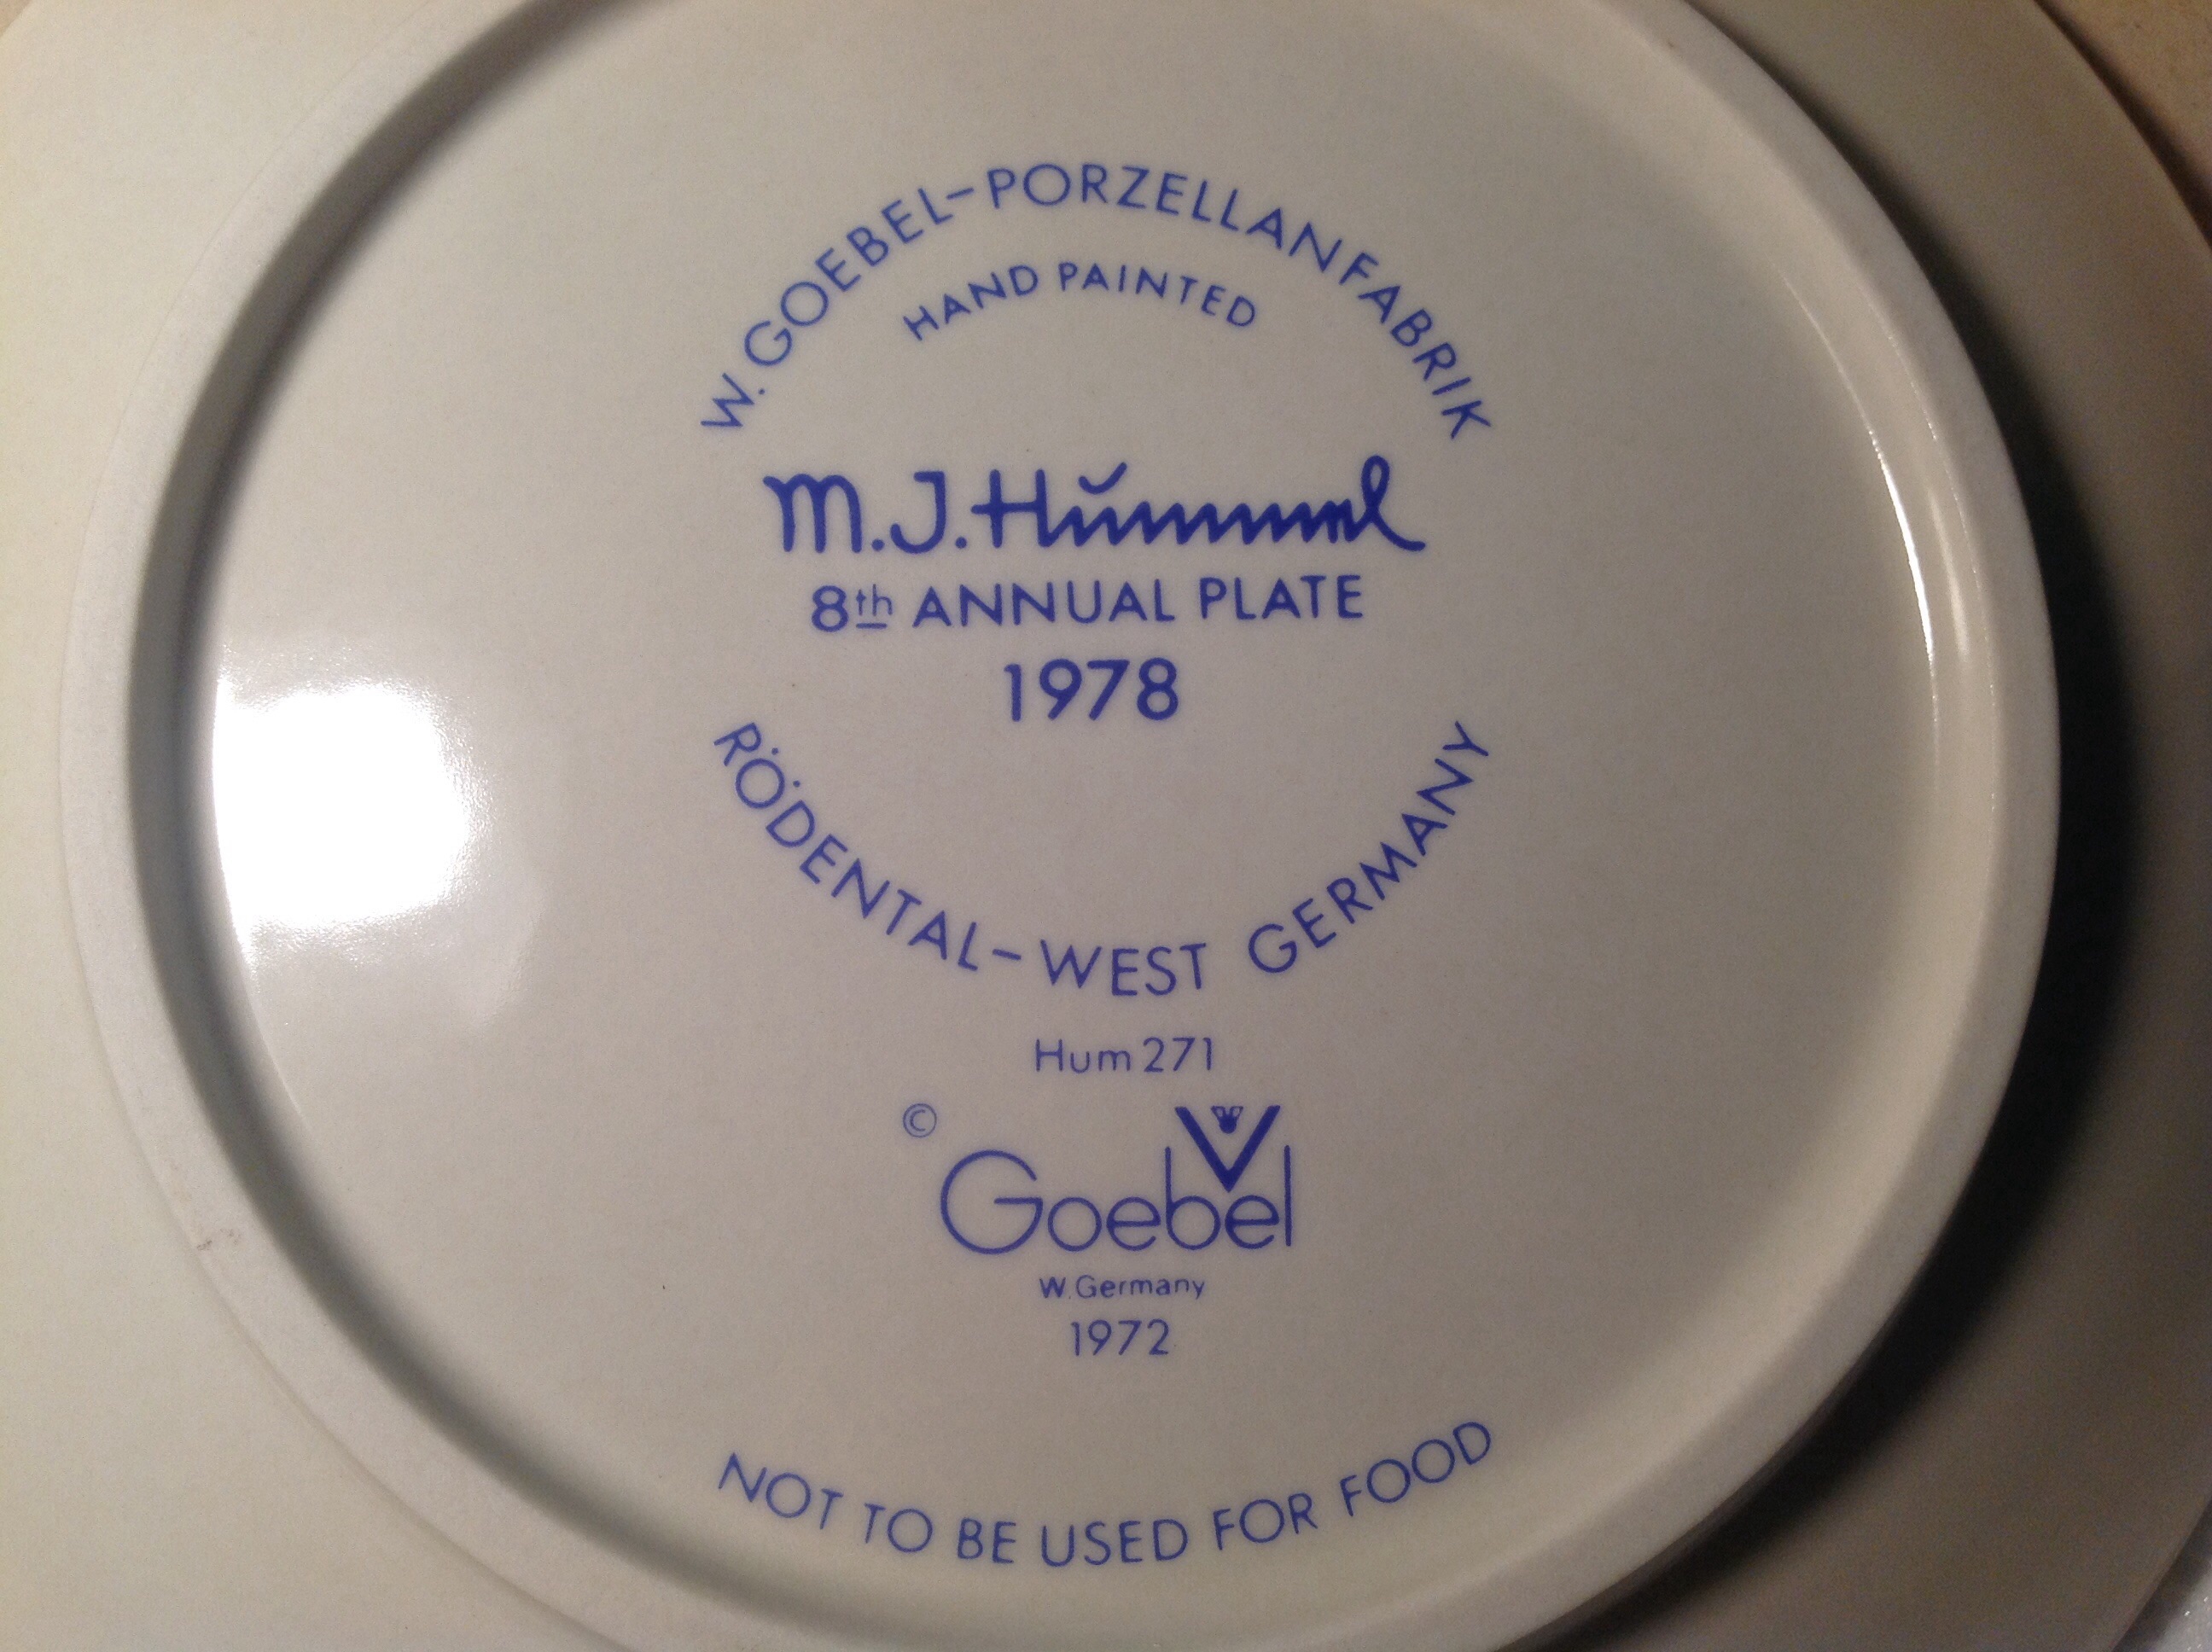 W. GOEBEL–PORZELLANFABRIK
HAND PAINTED
M.J. Hummel
8th ANNUAL PLATE
1978
RÖDENTAL–WEST GERMANY
Hum 271
© Goebel
W. Germany
1972
NOT TO BE USED FOR FOOD